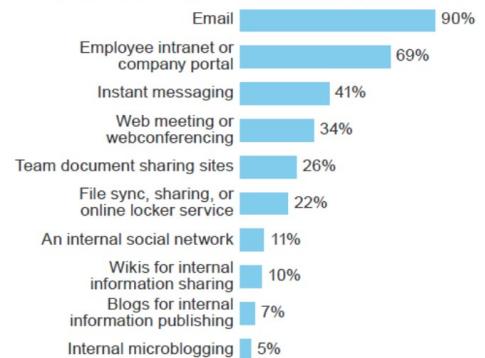 Email 90%
Employee intranet or
company portal 69%
Instant messaging 41%
Web meeting or
webconferencing 34%
Team document sharing sites 26%
File sync, sharing, or
online locker service 22%
An internal social network 11%
Wikis for internal
information sharing 10%
Blogs for internal
information publishing 7%
Internal microblogging 5%